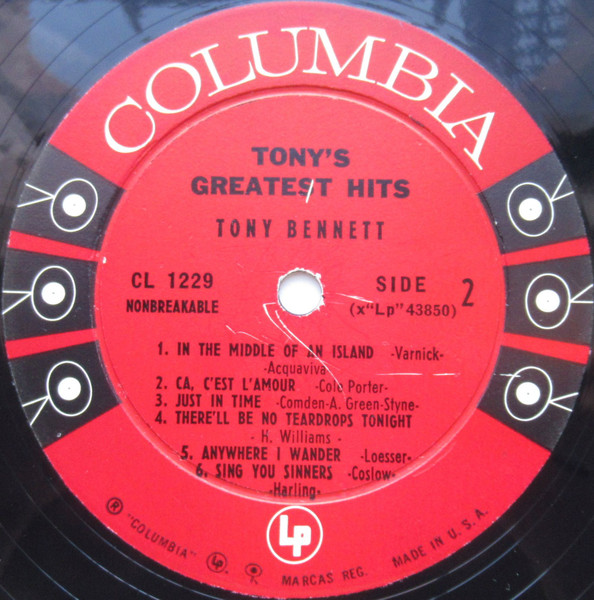 COLUMBIA
TONY'S
GREATEST HITS
TONY BENNETT
CL 1229
NONBREAKABLE
SIDE 2
(x"Lp" 43850)
1. IN THE MIDDLE OF AN ISLAND -Varnick-
-Acquaviva-
2. CA, C'EST L'AMOUR -Cole Porter-
3. JUST IN TIME -Comden-A. Green-Styne-
4. THERE'LL BE NO TEARDROPS TONIGHT
-H. Williams-
5. ANYWHERE I WANDER -Loesser-
6. SING YOU SINNERS -Coslow-
-Harling-
Lp
® "COLUMBIA" Lp MARCAS REG. MADE IN U. S. A.